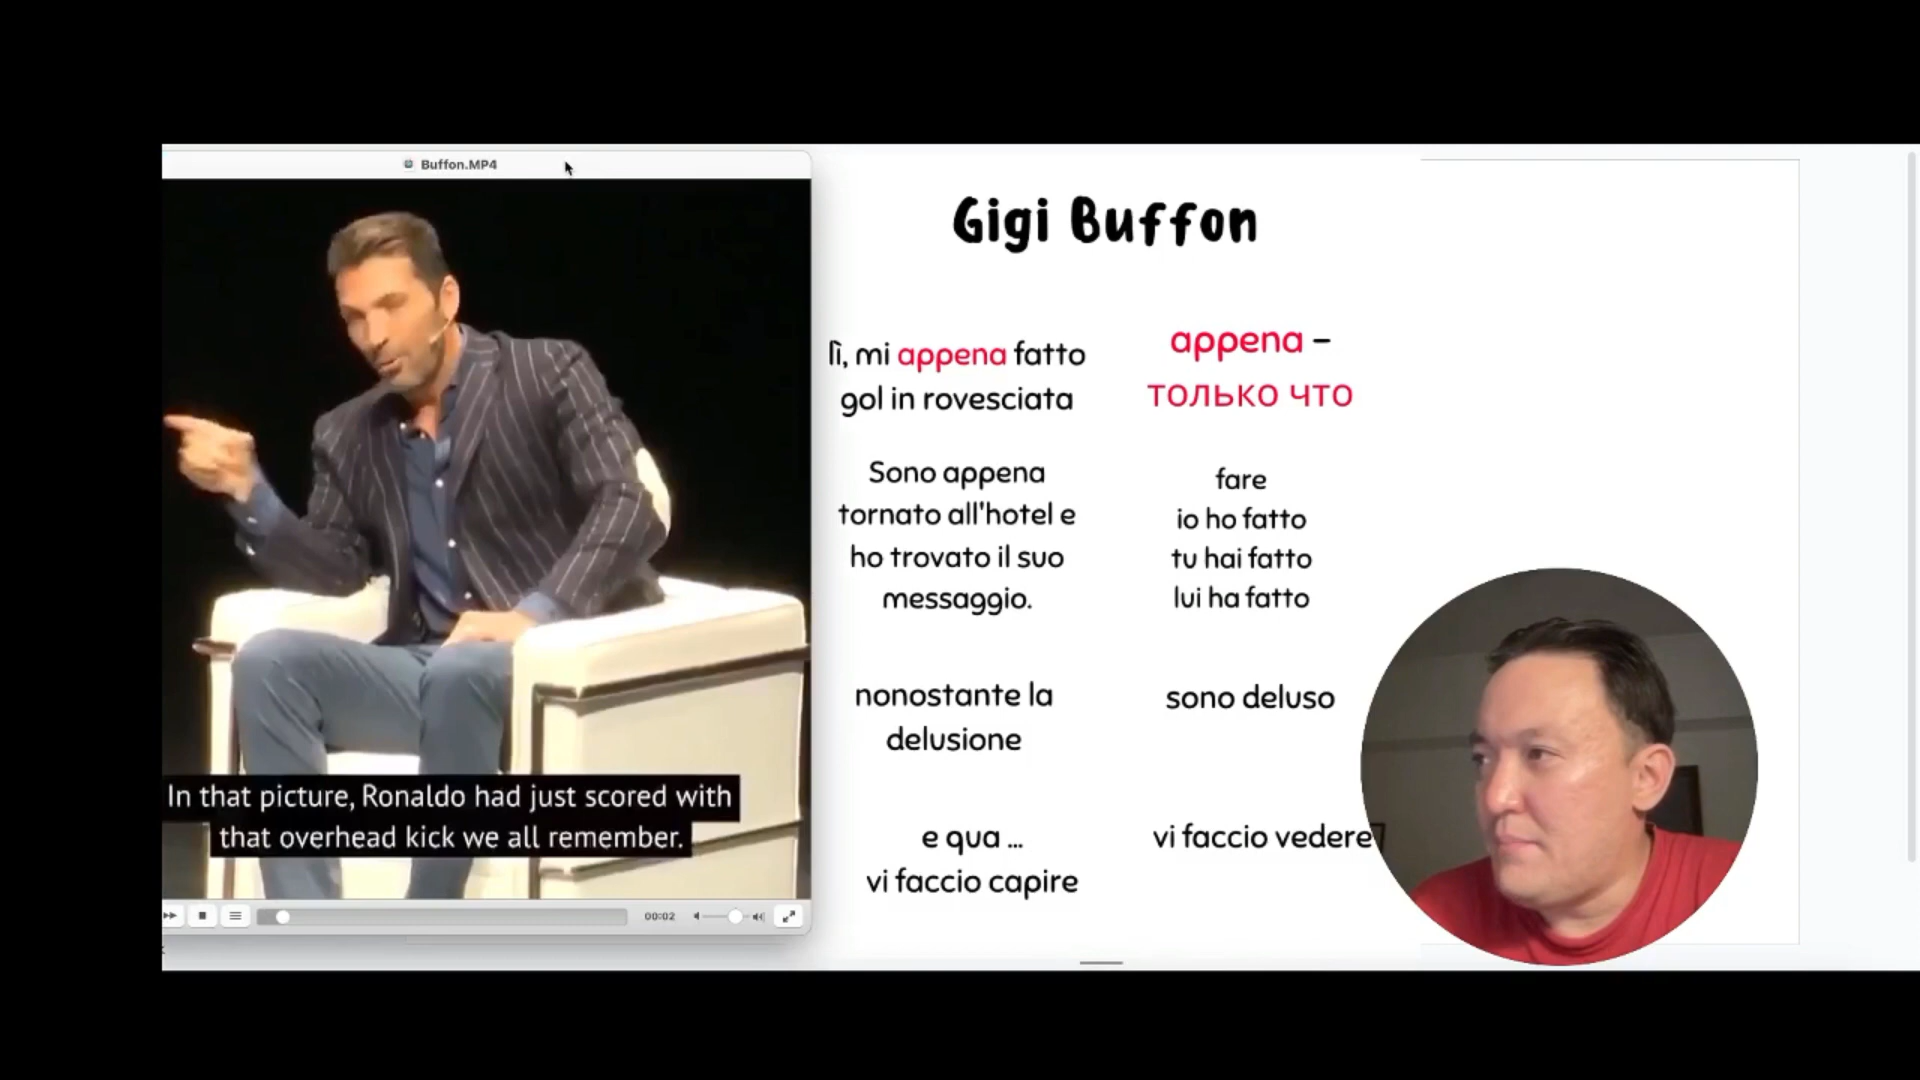 Buffon.MP4
Gigi Buffon
lì, mi appena fatto
gol in rovesciata
appena –
только что
Sono appena
tornato all'hotel e
ho trovato il suo
messaggio.
fare
io ho fatto
tu hai fatto
lui ha fatto
nonostante la
delusione
sono deluso
e qua ...
vi faccio capire
vi faccio vedere
In that picture, Ronaldo had just scored with
that overhead kick we all remember.
00:02